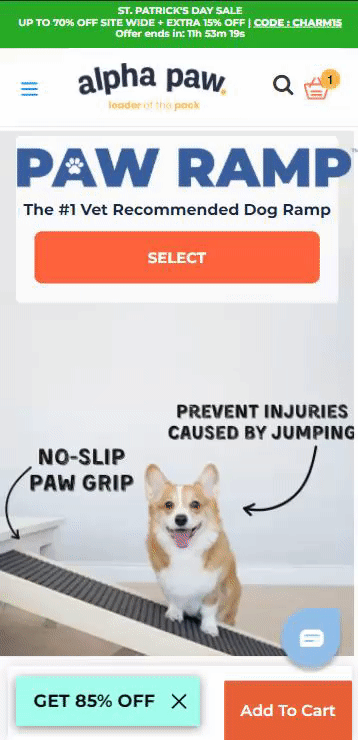 ST. PATRICK'S DAY SALE
UP TO 70% OFF SITE WIDE + EXTRA 15% OFF | CODE : CHARM15
Offer ends in: 11h 53m 19s
alpha paw.
leader of the pack
1
PAW RAMP™
The #1 Vet Recommended Dog Ramp
SELECT
PREVENT INJURIES
CAUSED BY JUMPING
NO-SLIP
PAW GRIP
GET 85% OFF
Add To Cart